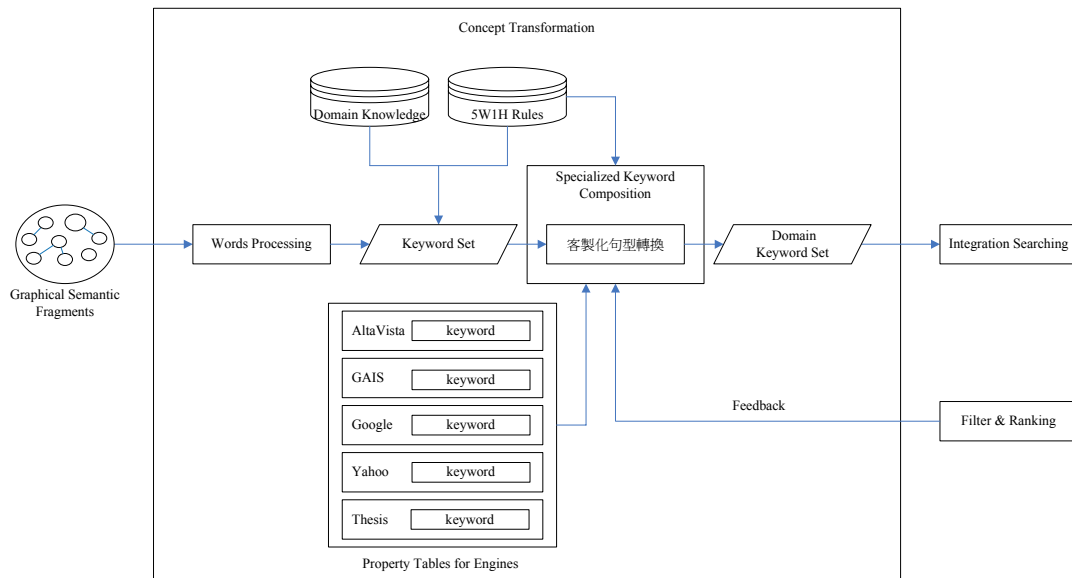 Concept Transformation
Domain Knowledge
5W1H Rules
Specialized Keyword
Composition
Graphical Semantic
Fragments
Words Processing
Keyword Set
客製化句型轉換
Domain
Keyword Set
Integration Searching
AltaVista
keyword
GAIS
keyword
Google
keyword
Yahoo
keyword
Thesis
keyword
Property Tables for Engines
Feedback
Filter & Ranking